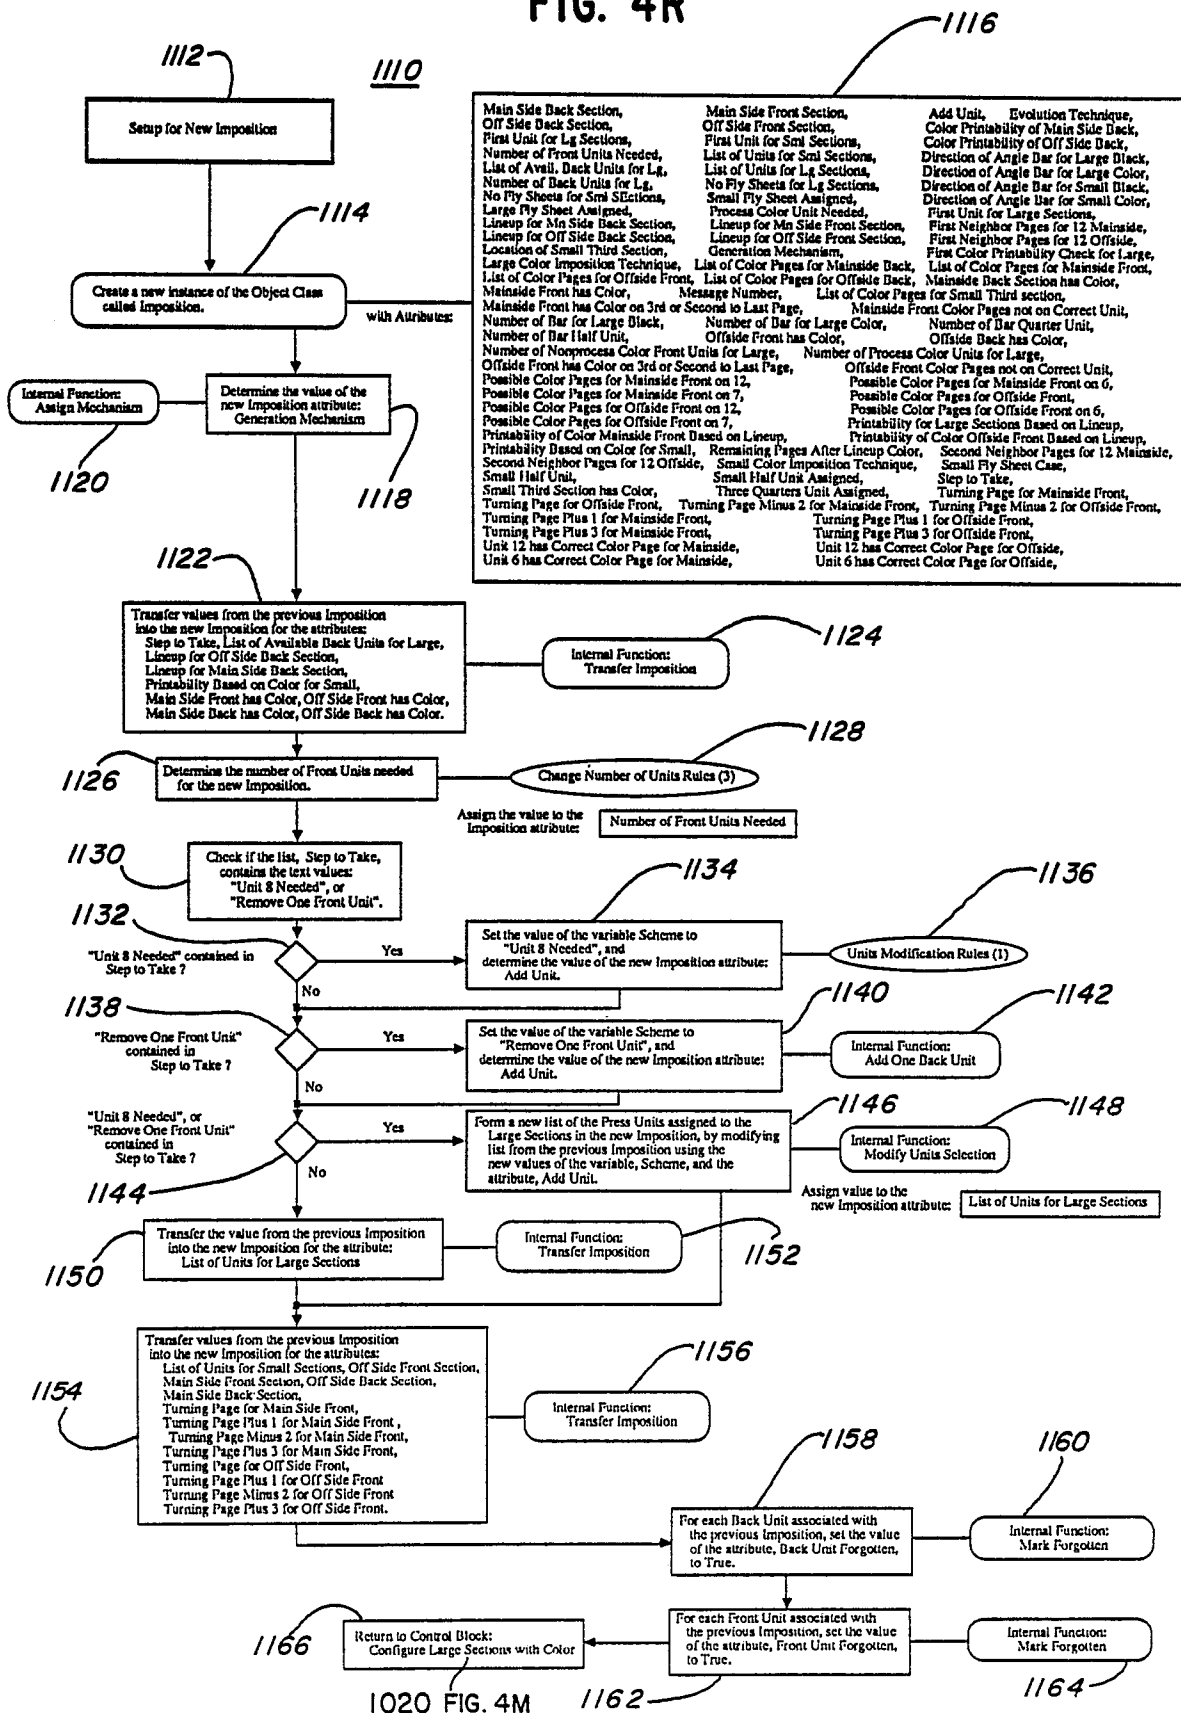 FIG. 4R
1116
1112
1110
Setup for New Imposition
Main Side Back Section, Main Side Front Section, Add Unit, Evolution Technique,
Off Side Back Section, Off Side Front Section, Color Printability of Main Side Back,
First Unit for Lg Sections, First Unit for Sml Sections, Color Printability of Off Side Back,
Number of Front Units Needed, List of Units for Sml Sections, Direction of Angle Bar for Large Black,
List of Avail. Back Units for Lg, List of Units for Lg Sections, Direction of Angle Bar for Large Color,
Number of Back Units for Lg, No Fly Sheets for Lg Sections, Direction of Angle Bar for Small Black,
No Fly Sheets for Sml SEctions, Small Fly Sheet Assigned, Direction of Angle Bar for Small Color,
Large Fly Sheet Assigned, Process Color Unit Needed, First Unit for Large Sections,
Lineup for Mn Side Back Section, Lineup for Mn Side Front Section, First Neighbor Pages for 12 Mainside,
Lineup for Off Side Back Section, Lineup for Off Side Front Section, First Neighbor Pages for 12 Offside,
Location of Small Third Section, Generation Mechanism, First Color Printability Check for Large,
Large Color Imposition Technique, List of Color Pages for Mainside Back, List of Color Pages for Mainside Front,
List of Color Pages for Offside Front, List of Color Pages for Offside Back, Mainside Back Section has Color,
Mainside Front has Color, Message Number, List of Color Pages for Small Third section,
Mainside Front has Color on 3rd or Second to Last Page, Mainside Front Color Pages not on Correct Unit,
Number of Bar for Large Black, Number of Bar for Large Color, Number of Bar Quarter Unit,
Number of Bar Half Unit, Offside Front has Color, Offside Back has Color,
Number of Nonprocess Color Front Units for Large, Number of Process Color Units for Large,
Offside Front has Color on 3rd or Second to Last Page, Offside Front Color Pages not on Correct Unit,
Possible Color Pages for Mainside Front on 12, Possible Color Pages for Mainside Front on 6,
Possible Color Pages for Mainside Front on 7, Possible Color Pages for Offside Front,
Possible Color Pages for Offside Front on 12, Possible Color Pages for Offside Front on 6,
Possible Color Pages for Offside Front on 7, Printability for Large Sections Based on Lineup,
Printability of Color Mainside Front Based on Lineup, Printability of Color Offside Front Based on Lineup,
Printability Based on Color for Small, Remaining Pages After Lineup Color, Second Neighbor Pages for 12 Mainside,
Second Neighbor Pages for 12 Offside, Small Color Imposition Technique, Small Fly Sheet Case,
Small Half Unit, Small Half Unit Assigned, Step to Take,
Small Third Section has Color, Three Quarters Unit Assigned, Turning Page for Mainside Front,
Turning Page for Offside Front, Turning Page Minus 2 for Mainside Front, Turning Page Minus 2 for Offside Front,
Turning Page Plus 1 for Mainside Front, Turning Page Plus 1 for Offside Front,
Turning Page Plus 3 for Mainside Front, Turning Page Plus 3 for Offside Front,
Unit 12 has Correct Color Page for Mainside, Unit 12 has Correct Color Page for Offside,
Unit 6 has Correct Color Page for Mainside, Unit 6 has Correct Color Page for Offside,
1114
Create a new instance of the Object Class
called Imposition.
with Attributes:
Internal Function:
Assign Mechanism
1120
Determine the value of the
new Imposition attribute:
Generation Mechanism
1118
1122
Transfer values from the previous Imposition
into the new Imposition for the attributes:
Step to Take, List of Available Back Units for Large,
Lineup for Off Side Back Section,
Lineup for Main Side Back Section,
Printability Based on Color for Small,
Main Side Front has Color, Off Side Front has Color,
Main Side Back has Color, Off Side Back has Color.
1124
Internal Function:
Transfer Imposition
1126
Determine the number of Front Units needed
for the new Imposition.
1128
Change Number of Units Rules (3)
Assign the value to the
Imposition attribute:
Number of Front Units Needed
1130
Check if the list, Step to Take,
contains the text values:
"Unit 8 Needed", or
"Remove One Front Unit".
1132
"Unit 8 Needed" contained in
Step to Take ?
Yes
No
1134
Set the value of the variable Scheme to
"Unit 8 Needed", and
determine the value of the new Imposition attribute:
Add Unit.
1136
Units Modification Rules (1)
1138
"Remove One Front Unit"
contained in
Step to Take ?
Yes
No
1140
Set the value of the variable Scheme to
"Remove One Front Unit", and
determine the value of the new Imposition attribute:
Add Unit.
1142
Internal Function:
Add One Back Unit
"Unit 8 Needed", or
"Remove One Front Unit"
contained in
Step to Take ?
1144
Yes
No
1146
Form a new list of the Press Units assigned to the
Large Sections in the new Imposition, by modifying
list from the previous Imposition using the
new values of the variable, Scheme, and the
attribute, Add Unit.
1148
Internal Function:
Modify Units Selection
Assign value to the
new Imposition attribute:
List of Units for Large Sections
1150
Transfer the value from the previous Imposition
into the new Imposition for the attribute:
List of Units for Large Sections
Internal Function:
Transfer Imposition
1152
1154
Transfer values from the previous Imposition
into the new Imposition for the attributes:
List of Units for Small Sections, Off Side Front Section,
Main Side Front Section, Off Side Back Section,
Main Side Back Section,
Turning Page for Main Side Front,
Turning Page Plus 1 for Main Side Front ,
Turning Page Minus 2 for Main Side Front,
Turning Page Plus 3 for Main Side Front,
Turning Page for Off Side Front,
Turning Page Plus 1 for Off Side Front
Turning Page Minus 2 for Off Side Front
Turning Page Plus 3 for Off Side Front.
1156
Internal Function:
Transfer Imposition
1158
For each Back Unit associated with
the previous Imposition, set the value
of the attribute, Back Unit Forgotten,
to True.
1160
Internal Function:
Mark Forgotten
For each Front Unit associated with
the previous Imposition, set the value
of the attribute, Front Unit Forgotten,
to True.
1162
Internal Function:
Mark Forgotten
1164
1166
Return to Control Block:
Configure Large Sections with Color
1020 FIG. 4M